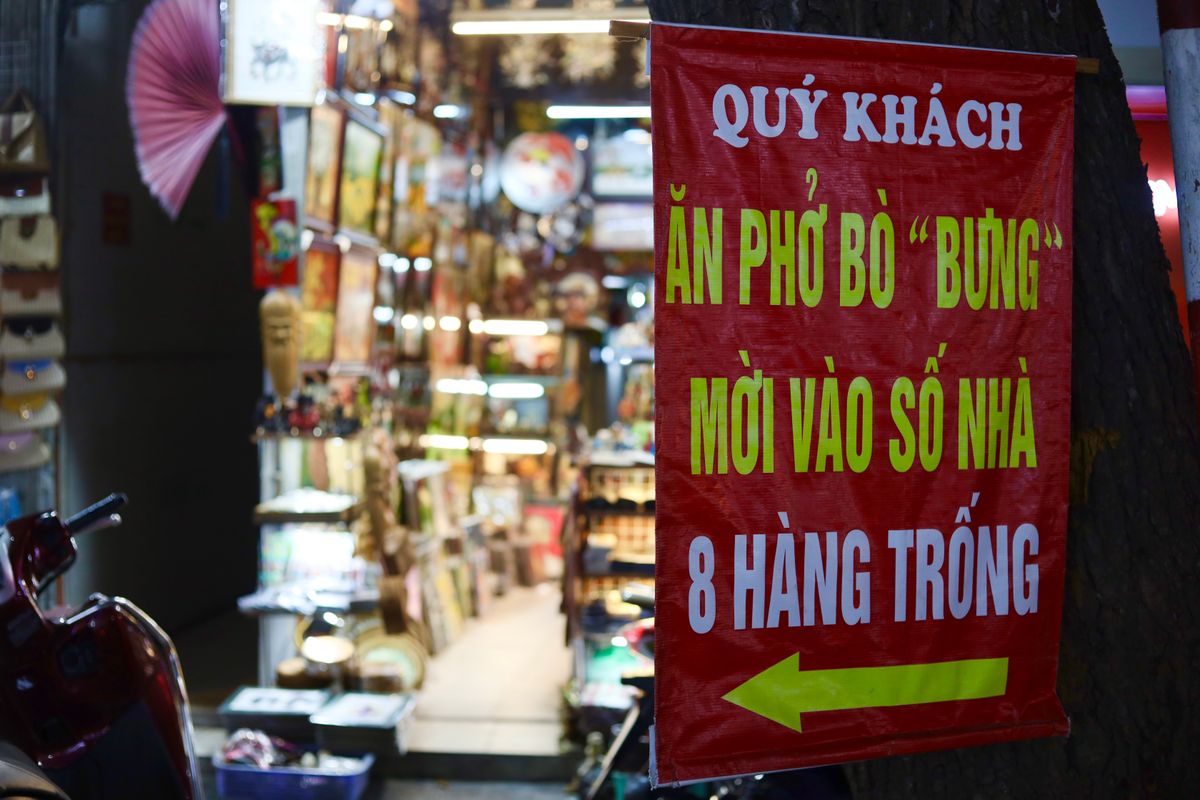 QUÝ KHÁCH
ĂN PHỞ BÒ “BƯNG”
MỜI VÀO SỐ NHÀ
8 HÀNG TRỐNG